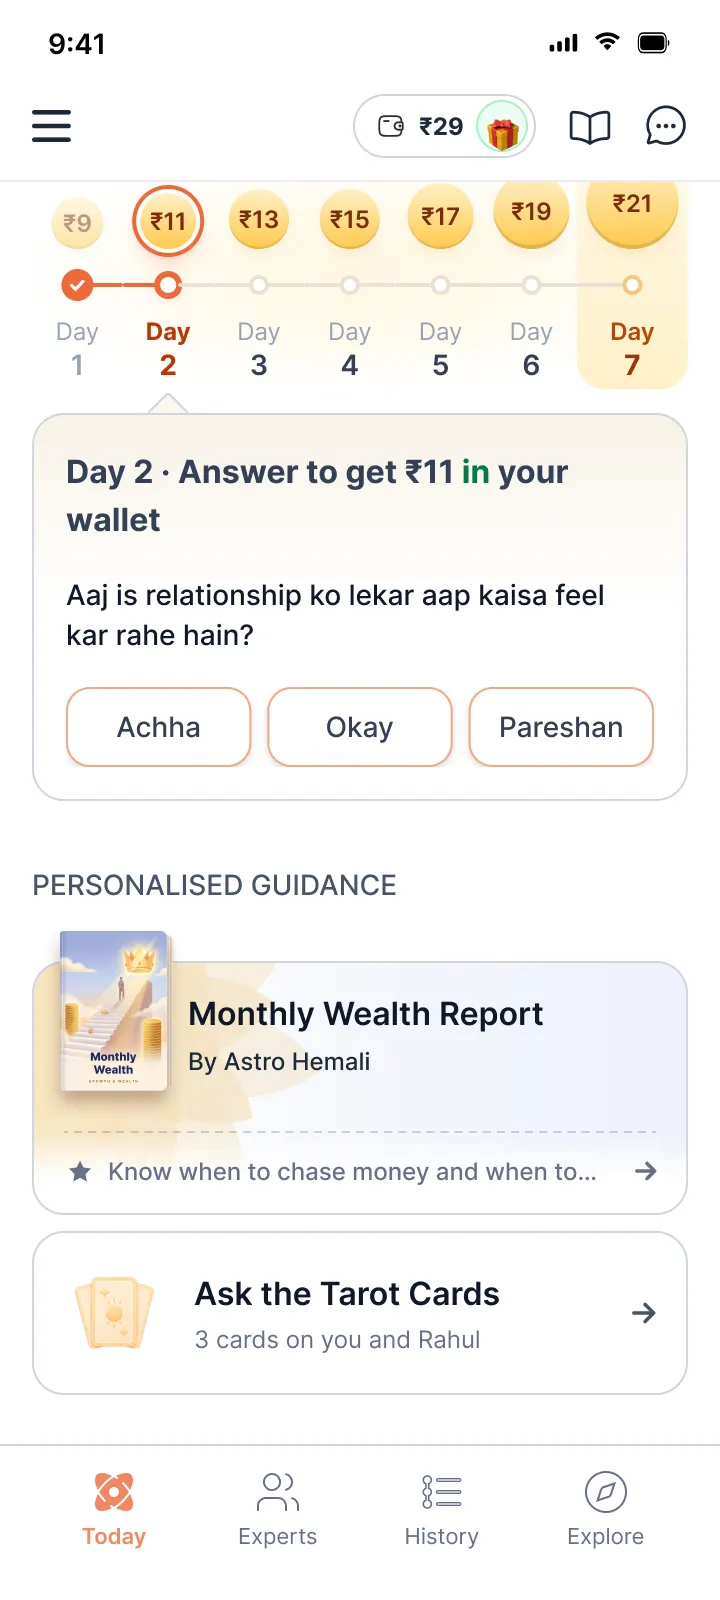 9:41
₹29
₹9 ₹11 ₹13 ₹15 ₹17 ₹19 ₹21
Day 1
Day 2
Day 3
Day 4
Day 5
Day 6
Day 7
Day 2 · Answer to get ₹11 in your
wallet
Aaj is relationship ko lekar aap kaisa feel
kar rahe hain?
Achha
Okay
Pareshan
PERSONALISED GUIDANCE
Monthly
Wealth
GROWTH & WEALTH
Monthly Wealth Report
By Astro Hemali
Know when to chase money and when to...
Ask the Tarot Cards
3 cards on you and Rahul
Today
Experts
History
Explore